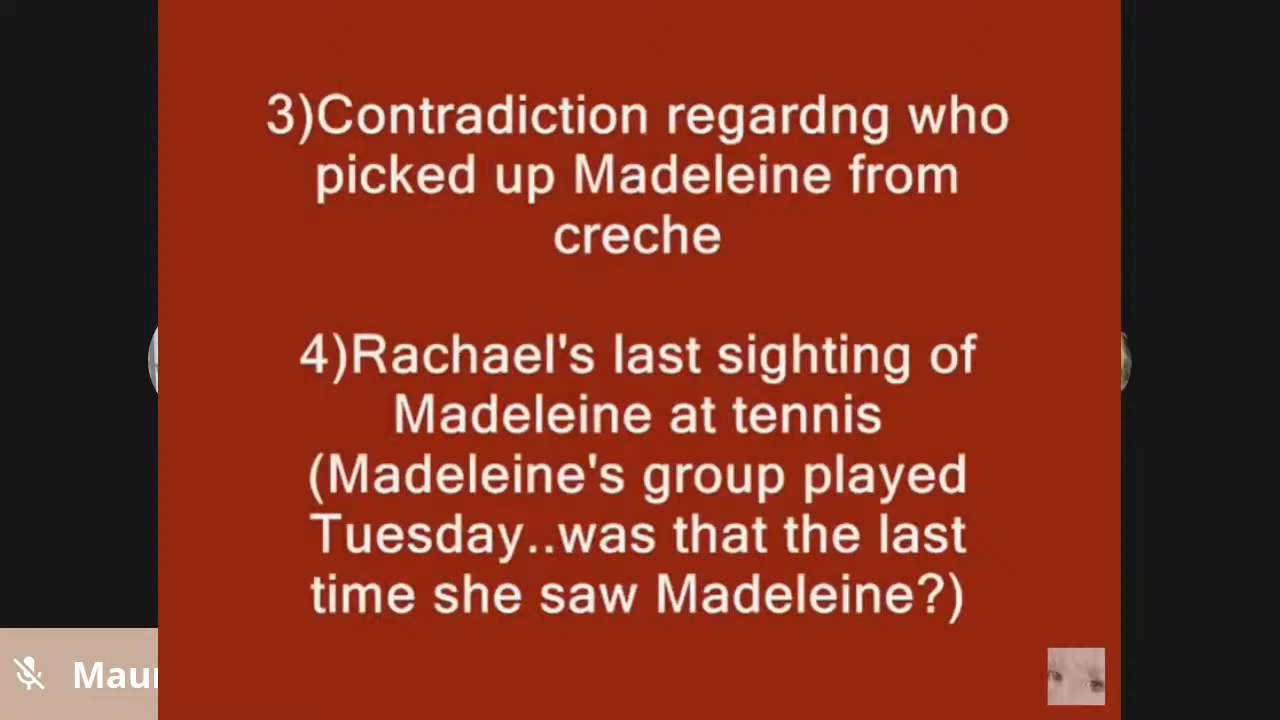 3)Contradiction regardng who
picked up Madeleine from
creche
4)Rachael's last sighting of
Madeleine at tennis
(Madeleine's group played
Tuesday..was that the last
time she saw Madeleine?)